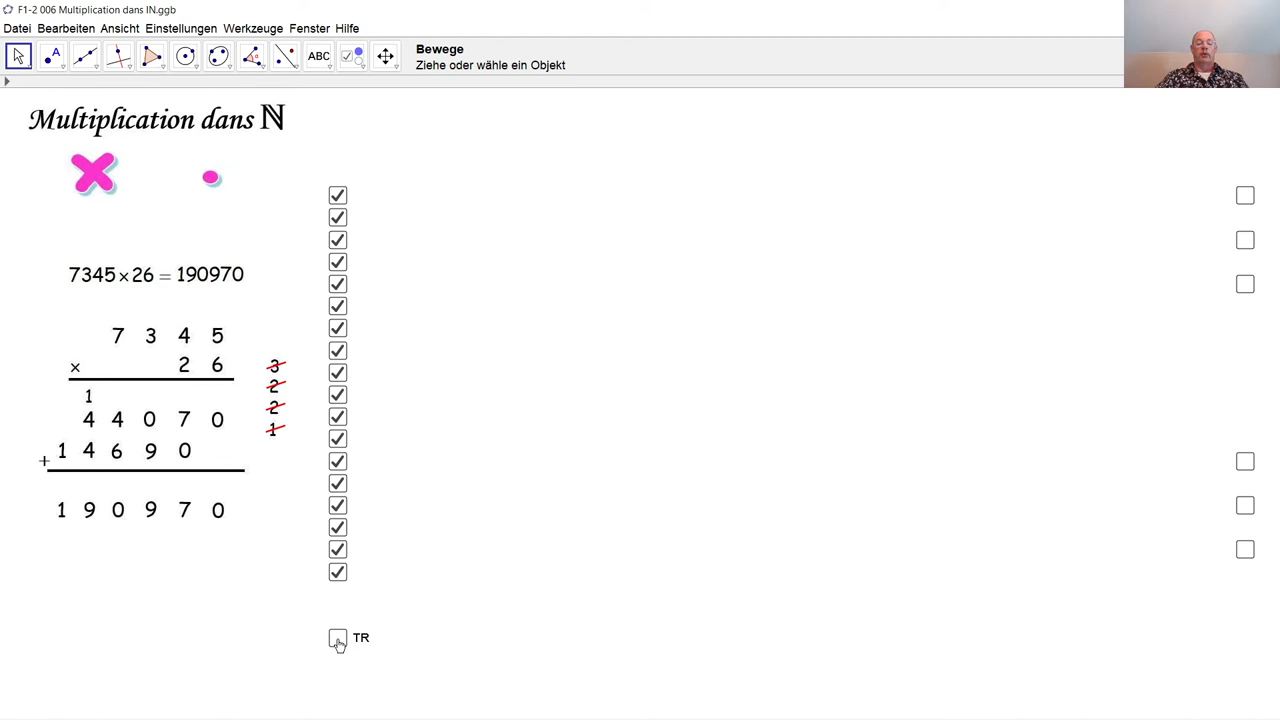 F1-2 006 Multiplication dans IN.ggb
Datei Bearbeiten Ansicht Einstellungen Werkzeuge Fenster Hilfe
A ABC
Bewege
Ziehe oder wähle ein Objekt
Multiplication dans ℕ
7345 × 26 = 190970
7 3 4 5
× 2 6
3
2
2
1
1
4 4 0 7 0
+ 1 4 6 9 0
1 9 0 9 7 0
TR